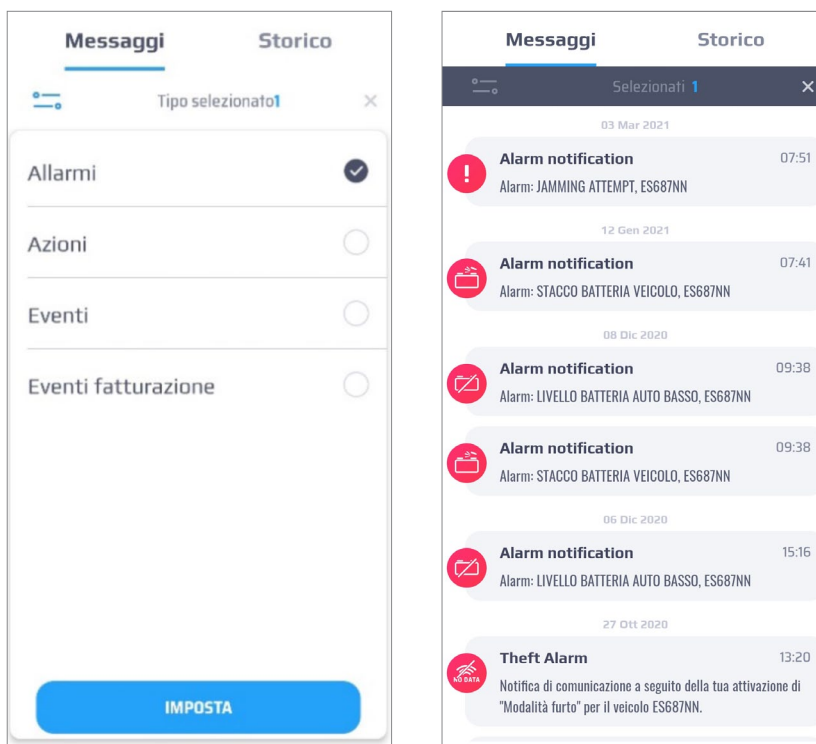 Messaggi Storico
Tipo selezionato1
Allarmi
Azioni
Eventi
Eventi fatturazione
IMPOSTA
Messaggi Storico
Selezionati 1
03 Mar 2021
Alarm notification 07:51
Alarm: JAMMING ATTEMPT, ES687NN
12 Gen 2021
Alarm notification 07:41
Alarm: STACCO BATTERIA VEICOLO, ES687NN
08 Dic 2020
Alarm notification 09:38
Alarm: LIVELLO BATTERIA AUTO BASSO, ES687NN
Alarm notification 09:38
Alarm: STACCO BATTERIA VEICOLO, ES687NN
06 Dic 2020
Alarm notification 15:16
Alarm: LIVELLO BATTERIA AUTO BASSO, ES687NN
27 Ott 2020
Theft Alarm 13:20
NO DATA
Notifica di comunicazione a seguito della tua attivazione di
"Modalità furto" per il veicolo ES687NN.